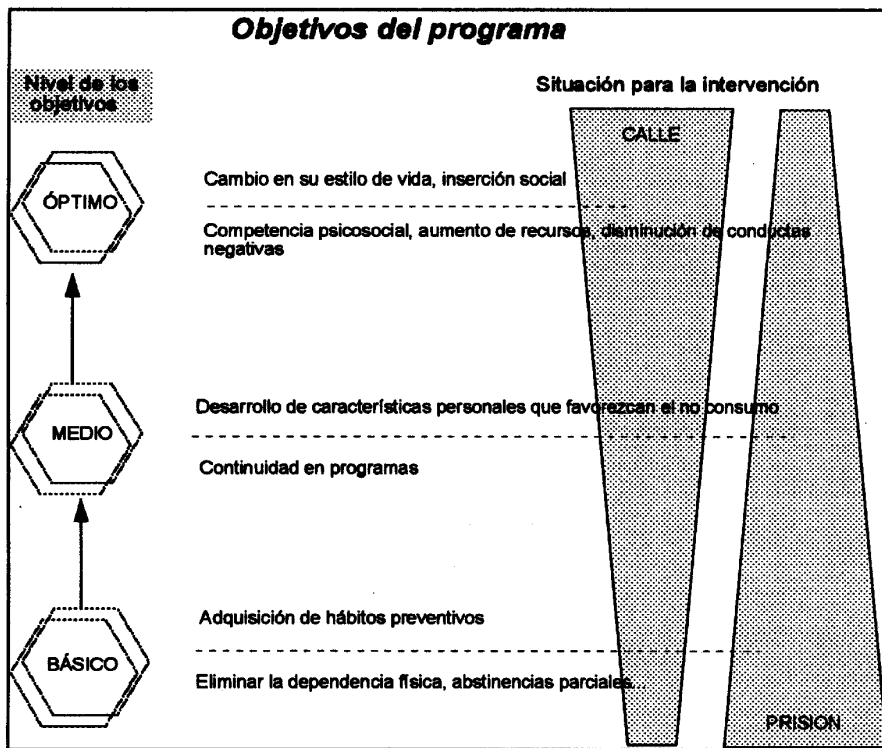 Objetivos del programa
Nivel de los
objetivos
Situación para la intervención
CALLE
ÓPTIMO
Cambio en su estilo de vida, inserción social
Competencia psicosocial, aumento de recursos, disminución de conductas
negativas
MEDIO
Desarrollo de características personales que favorezcan el no consumo
Continuidad en programas
Adquisición de hábitos preventivos
BÁSICO
Eliminar la dependencia física, abstinencias parciales...
PRISION